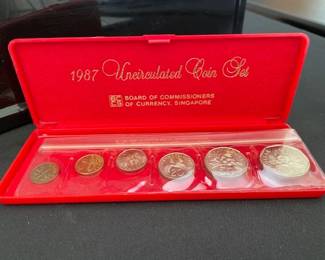 1987 Uncirculated Coin Set
BOARD OF COMMISSIONERS
OF CURRENCY, SINGAPORE